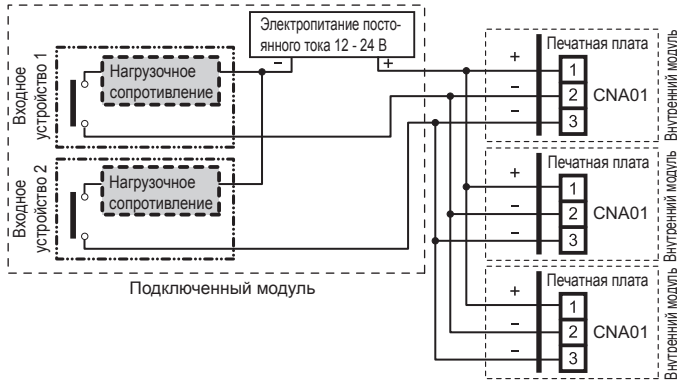 Электропитание посто-
янного тока 12 - 24 В
–
+
Входное
устройство 1
Нагрузочное
сопротивление
Входное
устройство 2
Нагрузочное
сопротивление
Подключенный модуль
Печатная плата
+
1
–
2
CNA01
–
3
Внутренний модуль
Печатная плата
+
1
–
2
CNA01
–
3
Внутренний модуль
Печатная плата
+
1
–
2
CNA01
–
3
Внутренний модуль